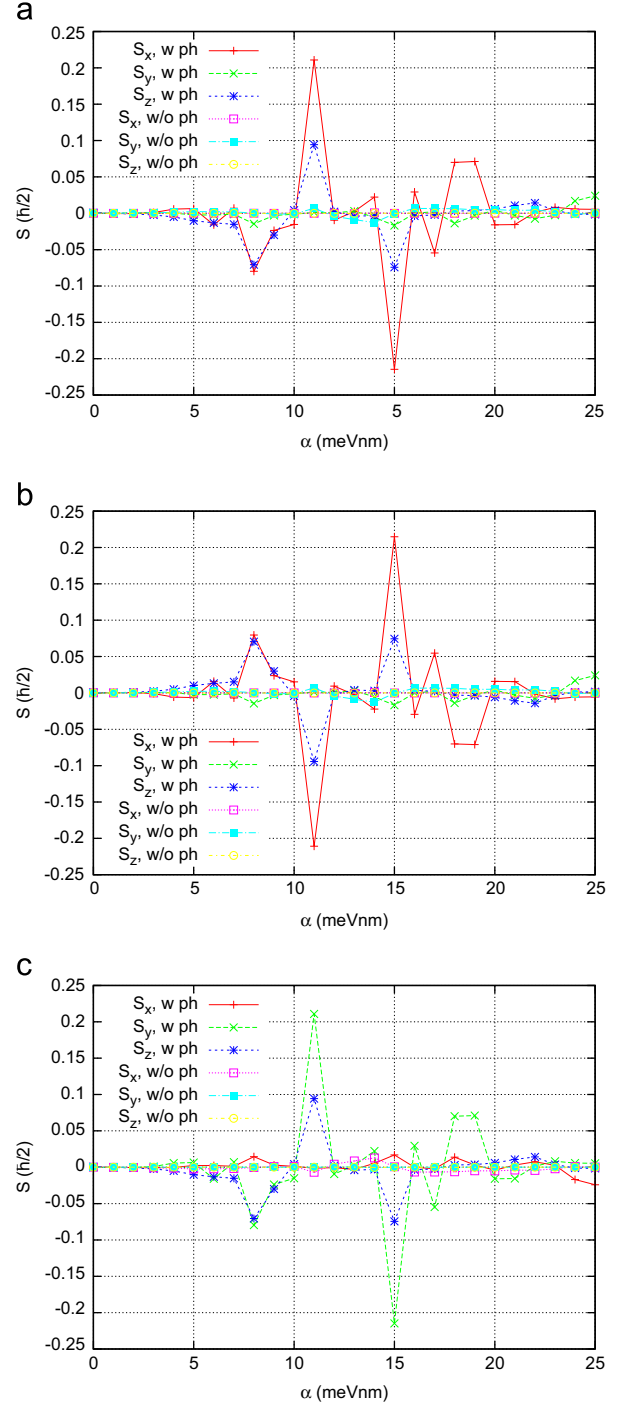 a
0.25
0.2
0.15
0.1
0.05
0
-0.05
-0.1
-0.15
-0.2
-0.25
S (ħ/2)
Sx, w ph
Sy, w ph
Sz, w ph
Sx, w/o ph
Sy, w/o ph
Sz, w/o ph
0 5 10 5 20 25
α (meVnm)
b
0.25
0.2
0.15
0.1
0.05
0
-0.05
-0.1
-0.15
-0.2
-0.25
S (ħ/2)
Sx, w ph
Sy, w ph
Sz, w ph
Sx, w/o ph
Sy, w/o ph
Sz, w/o ph
0 5 10 15 20 25
α (meVnm)
c
0.25
0.2
0.15
0.1
0.05
0
-0.05
-0.1
-0.15
-0.2
-0.25
S (ħ/2)
Sx, w ph
Sy, w ph
Sz, w ph
Sx, w/o ph
Sy, w/o ph
Sz, w/o ph
0 5 10 15 20 25
α (meVnm)